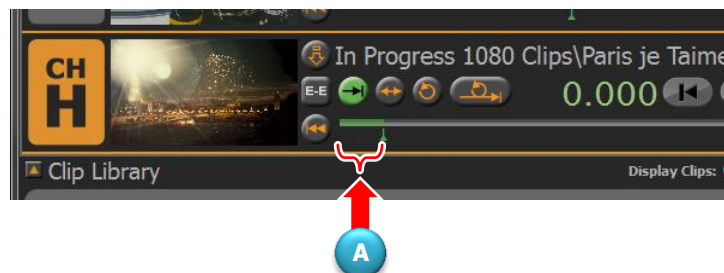 CH
H
In Progress 1080 Clips\Paris je Taime
E-E
0.000
Clip Library
Display Clips:
A